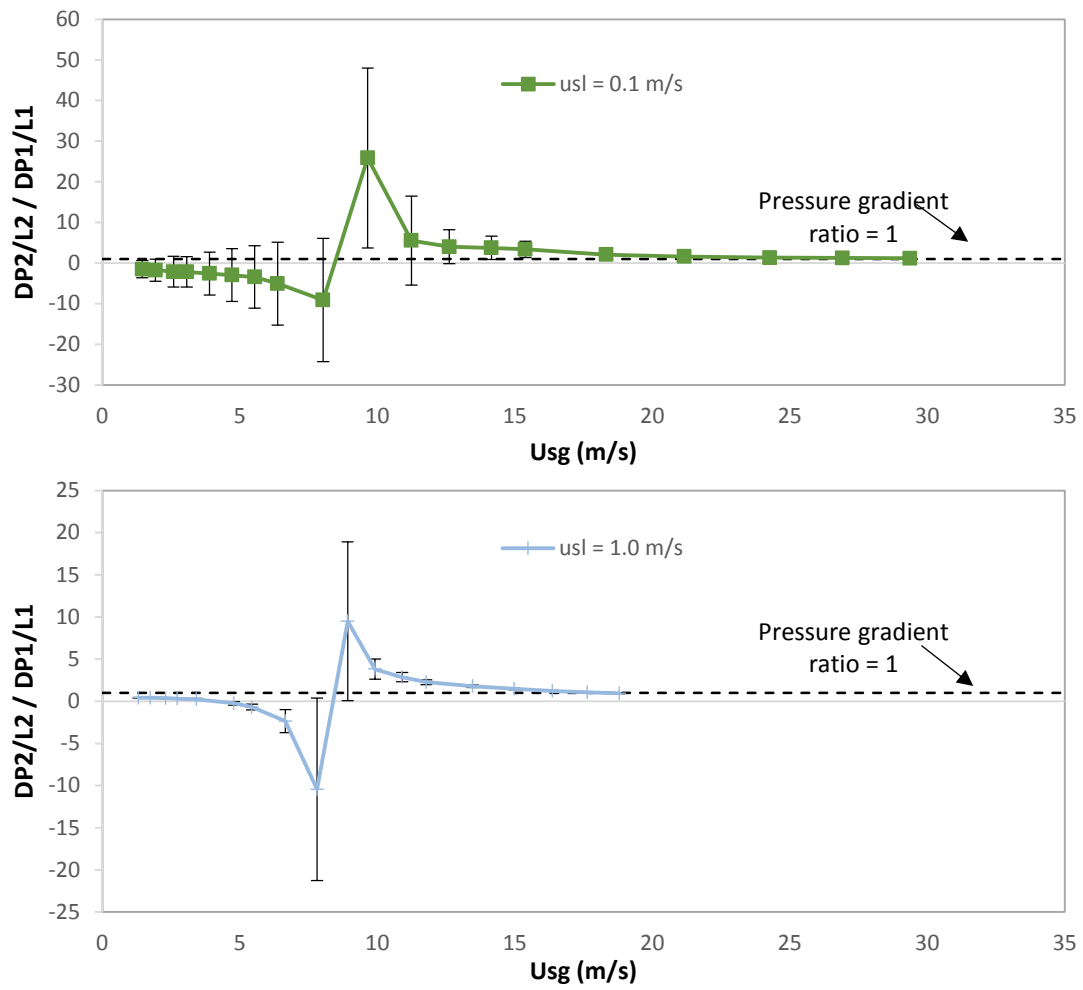 60
50
40
30
20
10
0
-10
-20
-30
DP2/L2 / DP1/L1
usl = 0.1 m/s
Pressure gradient
ratio = 1
0 5 10 15 20 25 30 35
Usg (m/s)
25
20
15
10
5
0
-5
-10
-15
-20
-25
DP2/L2 / DP1/L1
usl = 1.0 m/s
Pressure gradient
ratio = 1
0 5 10 15 20 25 30 35
Usg (m/s)